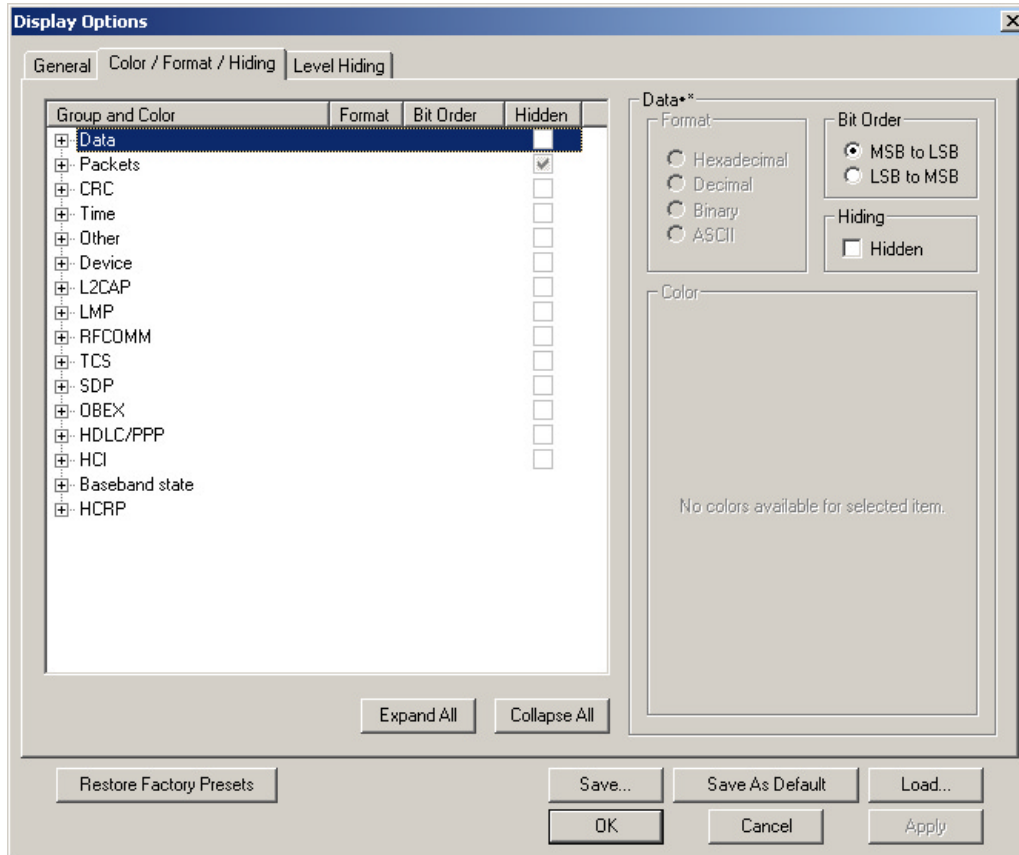 Display Options
General
Color / Format / Hiding
Level Hiding
Group and Color Format Bit Order Hidden
Data
Packets
CRC
Time
Other
Device
L2CAP
LMP
RFCOMM
TCS
SDP
OBEX
HDLC/PPP
HCI
Baseband state
HCRP
Expand All
Collapse All
Data•*
Format
Hexadecimal
Decimal
Binary
ASCII
Bit Order
MSB to LSB
LSB to MSB
Hiding
Hidden
Color
No colors available for selected item.
Restore Factory Presets
Save...
Save As Default
Load...
OK
Cancel
Apply